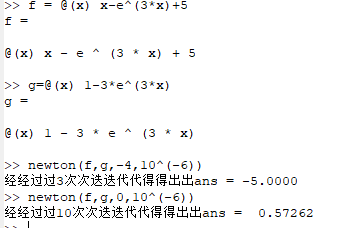 >> f = @(x) x-e^(3*x)+5
f =
@(x) x - e ^ (3 * x) + 5
>> g=@(x) 1-3*e^(3*x)
g =
@(x) 1 - 3 * e ^ (3 * x)
>> newton(f,g,-4,10^(-6))
经经过过3次次迭迭代代得得出出ans = -5.0000
>> newton(f,g,0,10^(-6))
经经过过10次次迭迭代代得得出出ans =  0.57262
>>